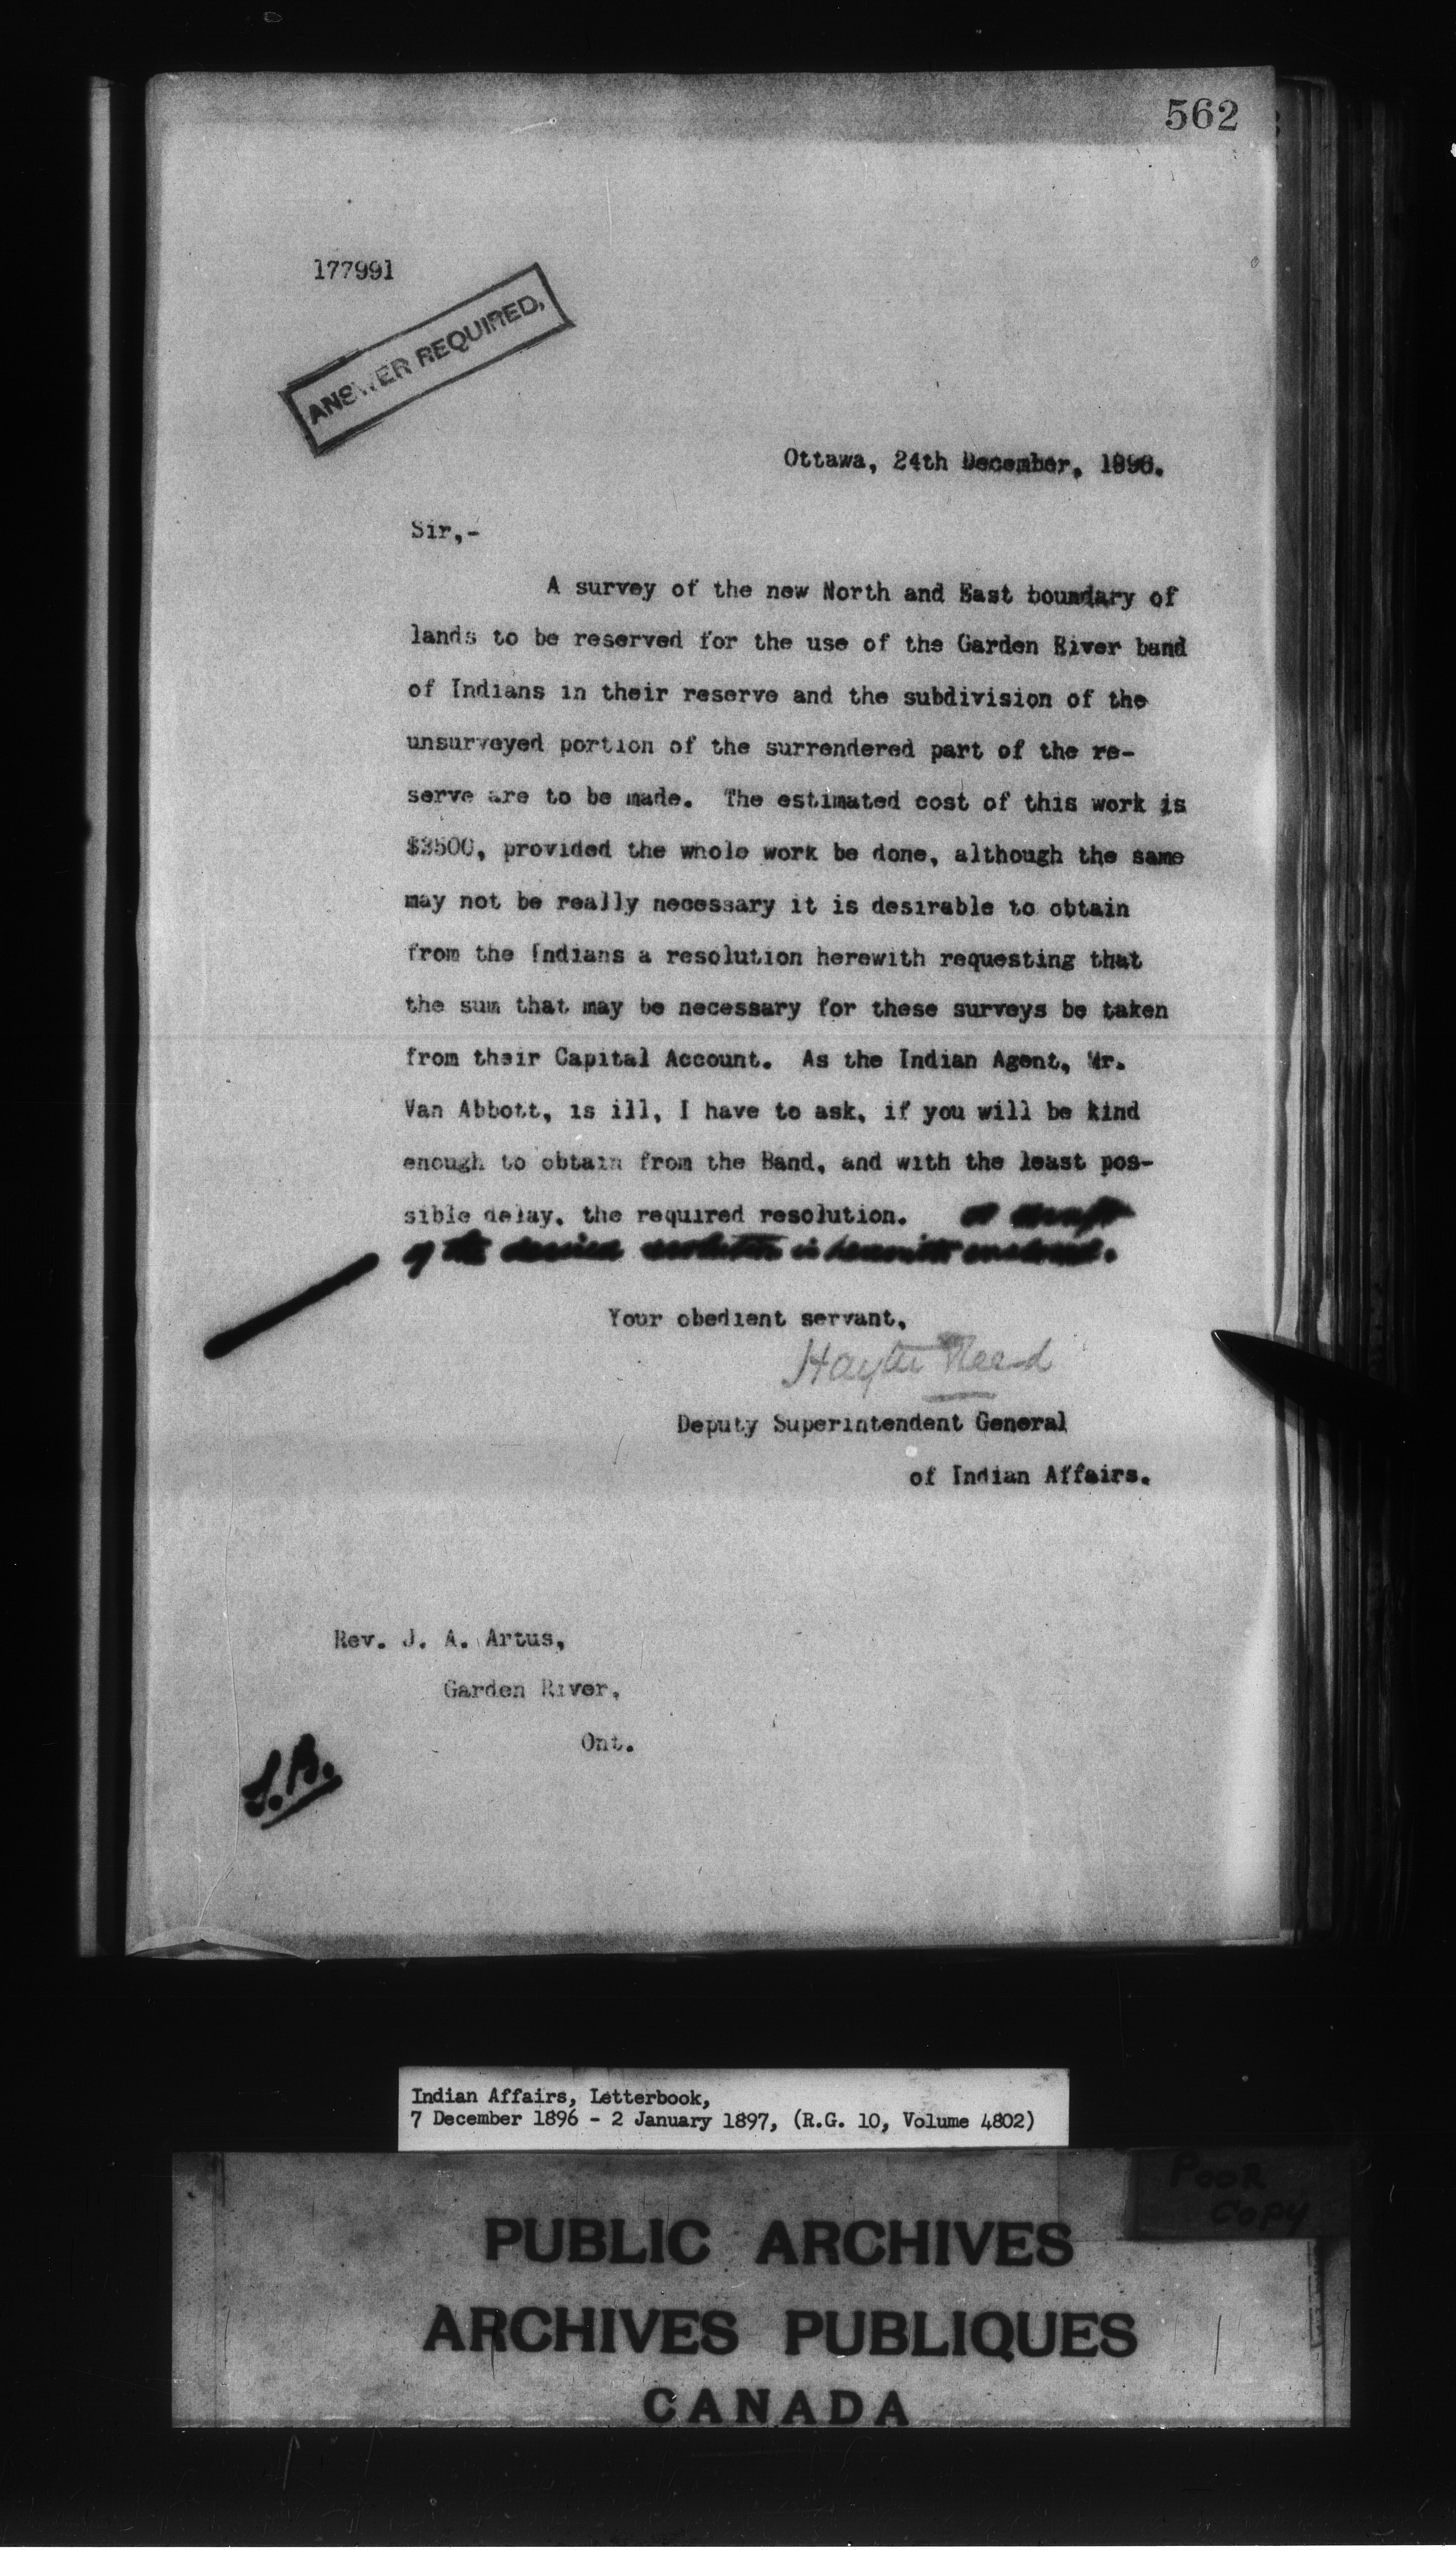 562
177991
ANSWER REQUIRED,
Ottawa, 24th December, 1896.
Sir,-
A survey of the new North and East boundary of
lands to be reserved for the use of the Garden River band
of Indians in their reserve and the subdivision of the
unsurveyed portion of the surrendered part of the re-
serve are to be made. The estimated cost of this work is
provided the whole work be done, although the same
may not be really necessary it is desirable to obtain
from the Indians a resolution herewith requesting that
the sum that may be necessary for these surveys be taken
from their Capital Account. As the Indian Agent, Mr.
Van Abbott, is ill, I have to ask, if you will be kind
enough to obtain from the Band, and with the least pos-
sible delay, the required resolution. a draft
of the desired resolution is herewith enclosed.
Your obedient servant,
Hayter Reed
Deputy Superintendent General
of Indian Affairs.
Rev. J. A. Artus,
Garden River,
Ont.
Indian Affairs, Letterbook,
7 December 1896 - 2 January 1897, (R.G. 10, Volume 4802)
POOR
COPY
PUBLIC ARCHIVES
ARCHIVES PUBLIQUES
CANADA